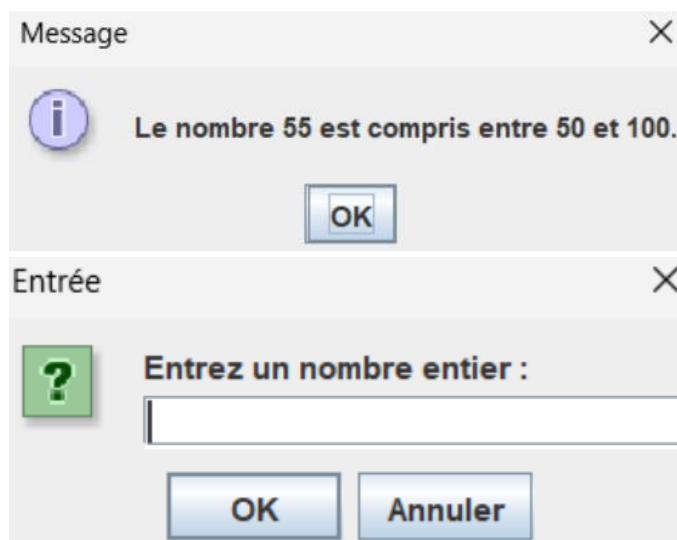 Message
Le nombre 55 est compris entre 50 et 100.
OK
Entrée
Entrez un nombre entier :
OK Annuler